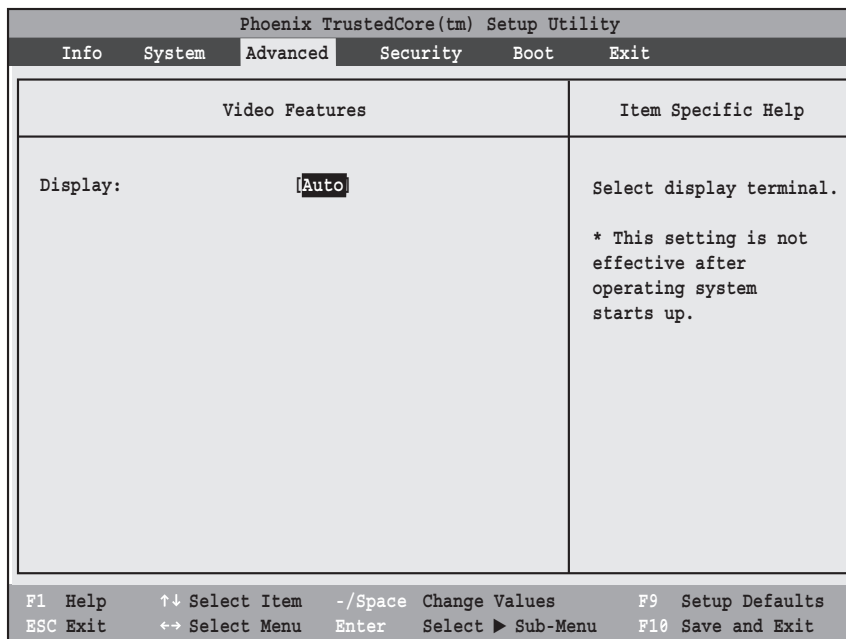 Phoenix TrustedCore(tm) Setup Utility
Info System Advanced Security Boot Exit
Video Features
Item Specific Help
Display: [Auto]
Select display terminal.
* This setting is not
effective after
operating system
starts up.
F1 Help ↑↓ Select Item -/Space Change Values F9 Setup Defaults
ESC Exit ←→ Select Menu Enter Select ▶ Sub-Menu F10 Save and Exit